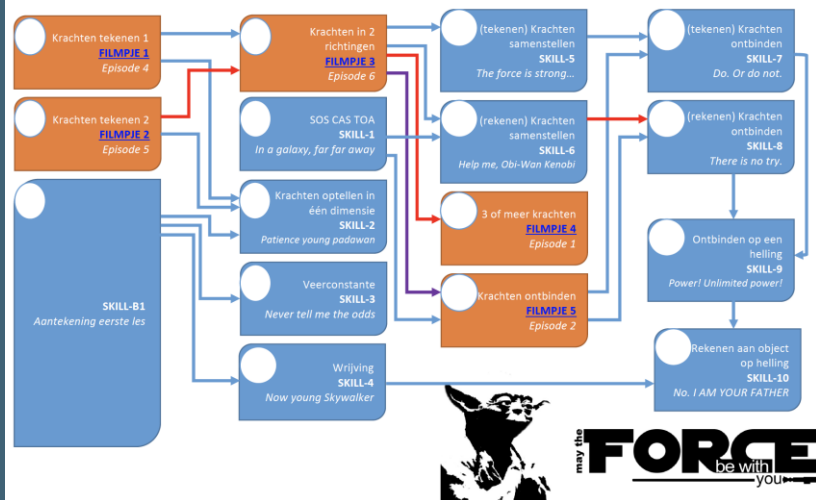 Krachten tekenen 1
FILMPJE 1
Episode 4
Krachten tekenen 2
FILMPJE 2
Episode 5
SKILL-B1
Aantekening eerste les
Krachten in 2
richtingen
FILMPJE 3
Episode 6
SOS CAS TOA
SKILL-1
In a galaxy, far far away
Krachten optellen in
één dimensie
SKILL-2
Patience young padawan
Veerconstante
SKILL-3
Never tell me the odds
Wrijving
SKILL-4
Now young Skywalker
(tekenen) Krachten
samenstellen
SKILL-5
The force is strong...
(rekenen) Krachten
samenstellen
SKILL-6
Help me, Obi-Wan Kenobi
3 of meer krachten
FILMPJE 4
Episode 1
Krachten ontbinden
FILMPJE 5
Episode 2
(tekenen) Krachten
ontbinden
SKILL-7
Do. Or do not.
(rekenen) Krachten
ontbinden
SKILL-8
There is no try.
Ontbinden op een
helling
SKILL-9
Power! Unlimited power!
Rekenen aan object
op helling
SKILL-10
No. I AM YOUR FATHER
may the
FORCE
be with
you